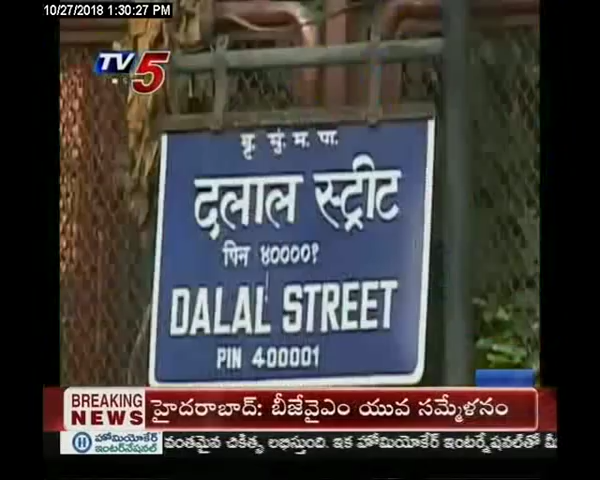 10/27/2018 1:30:27 PM
TV5
बृ. मुं. म. पा.
दलाल स्ट्रीट
पिन ४००००१
DALAL STREET
PIN 400001
BREAKING NEWS
హైదరాబాద్: బీజేవైఎం యువ సమ్మేళనం
హోమియోకేర్ ఇంటర్నేషనల్
వంతమైన చికిత్స లభిస్తుంది. ఇక హోమియోకేర్ ఇంటర్నేషనల్‌తో మీ